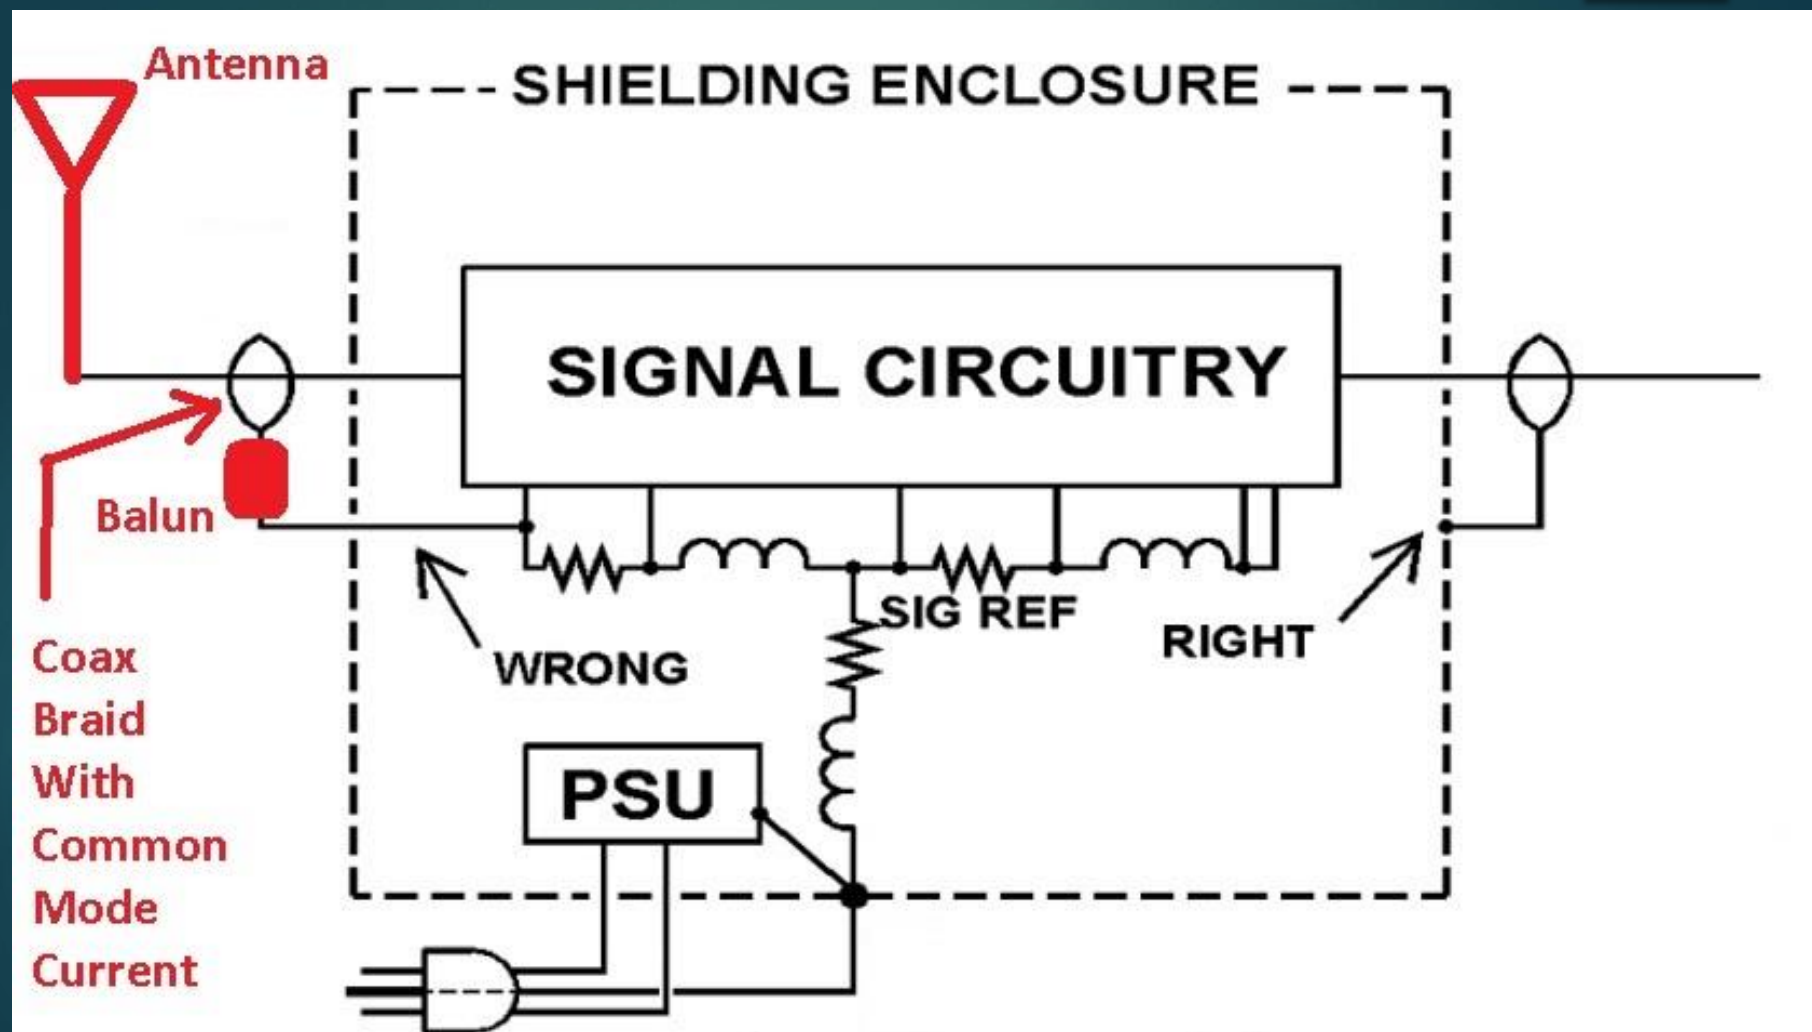 Antenna
SHIELDING ENCLOSURE
SIGNAL CIRCUITRY
Balun
SIG REF
RIGHT
WRONG
PSU
Coax
Braid
With
Common
Mode
Current